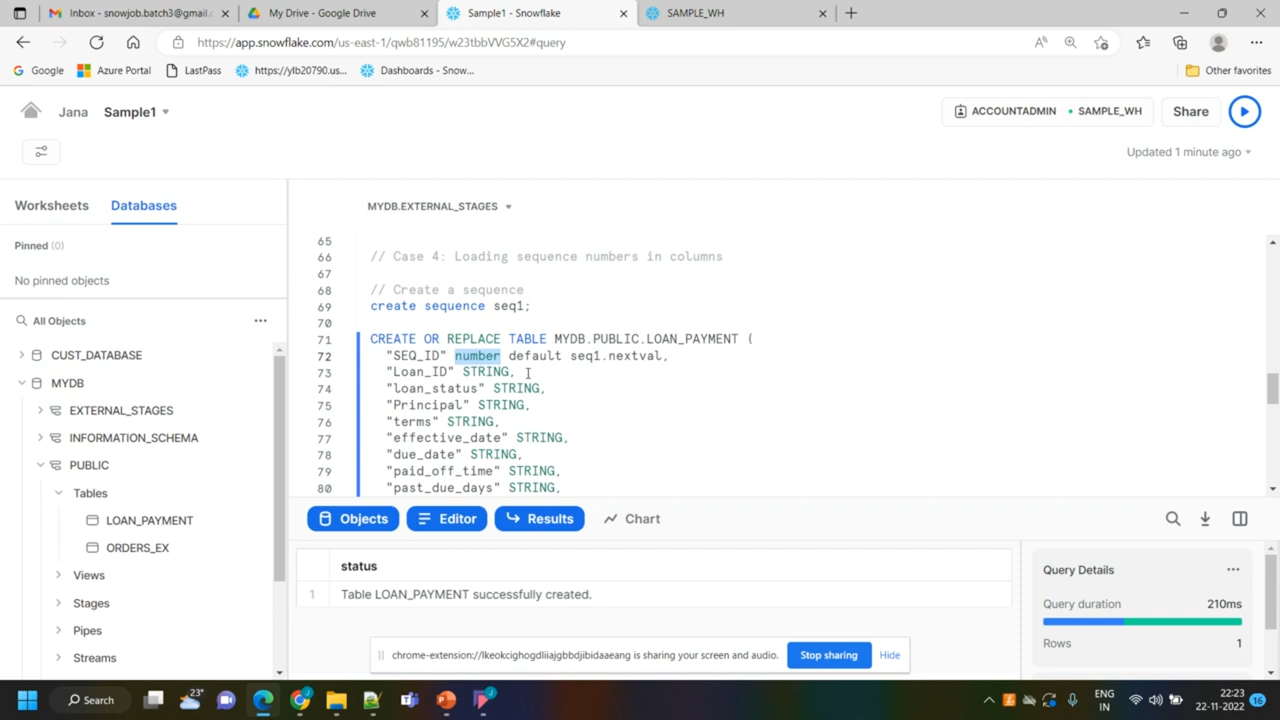 Inbox - snowjob.batch3@gmail.c
My Drive - Google Drive
Sample1 - Snowflake
SAMPLE_WH
https://app.snowflake.com/us-east-1/qwb81195/w23tbbVVG5X2#query
Google
Azure Portal
LastPass
https://ylb20790.us...
Dashboards - Snow...
Other favorites
Jana
Sample1
ACCOUNTADMIN
SAMPLE_WH
Share
Updated 1 minute ago
Worksheets
Databases
MYDB.EXTERNAL_STAGES
Pinned (0)
No pinned objects
All Objects
CUST_DATABASE
MYDB
EXTERNAL_STAGES
INFORMATION_SCHEMA
PUBLIC
Tables
LOAN_PAYMENT
ORDERS_EX
Views
Stages
Pipes
Streams
65
66 // Case 4: Loading sequence numbers in columns
67
68 // Create a sequence
69 create sequence seq1;
70
71 CREATE OR REPLACE TABLE MYDB.PUBLIC.LOAN_PAYMENT (
72 "SEQ_ID" number default seq1.nextval,
73 "Loan_ID" STRING,
74 "loan_status" STRING,
75 "Principal" STRING,
76 "terms" STRING,
77 "effective_date" STRING,
78 "due_date" STRING,
79 "paid_off_time" STRING,
80 "past_due_days" STRING,
Objects
Editor
Results
Chart
status
1 Table LOAN_PAYMENT successfully created.
Query Details
Query duration 210ms
Rows 1
chrome-extension://lkeokcighogdliiajgbbdjibidaaeang is sharing your screen and audio.
Stop sharing
Hide
Search
23°
ENG
IN
22:23
22-11-2022
16